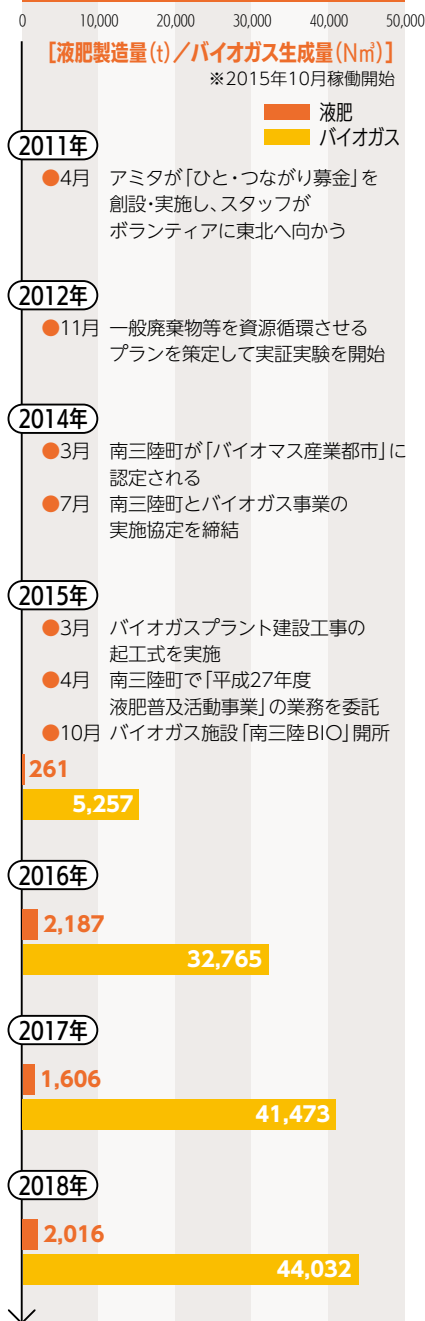 0 10,000 20,000 30,000 40,000 50,000
［液肥製造量（t）／バイオガス生成量（N㎥）］
※2015年10月稼働開始
液肥
バイオガス
2011年
●4月 アミタが「ひと・つながり募金」を
創設・実施し、スタッフが
ボランティアに東北へ向かう
2012年
●11月 一般廃棄物等を資源循環させる
プランを策定して実証実験を開始
2014年
●3月 南三陸町が「バイオマス産業都市」に
認定される
●7月 南三陸町とバイオガス事業の
実施協定を締結
2015年
●3月 バイオガスプラント建設工事の
起工式を実施
●4月 南三陸町で「平成27年度
液肥普及活動事業」の業務を委託
●10月 バイオガス施設「南三陸BIO」開所
261
5,257
2016年
2,187
32,765
2017年
1,606
41,473
2018年
2,016
44,032